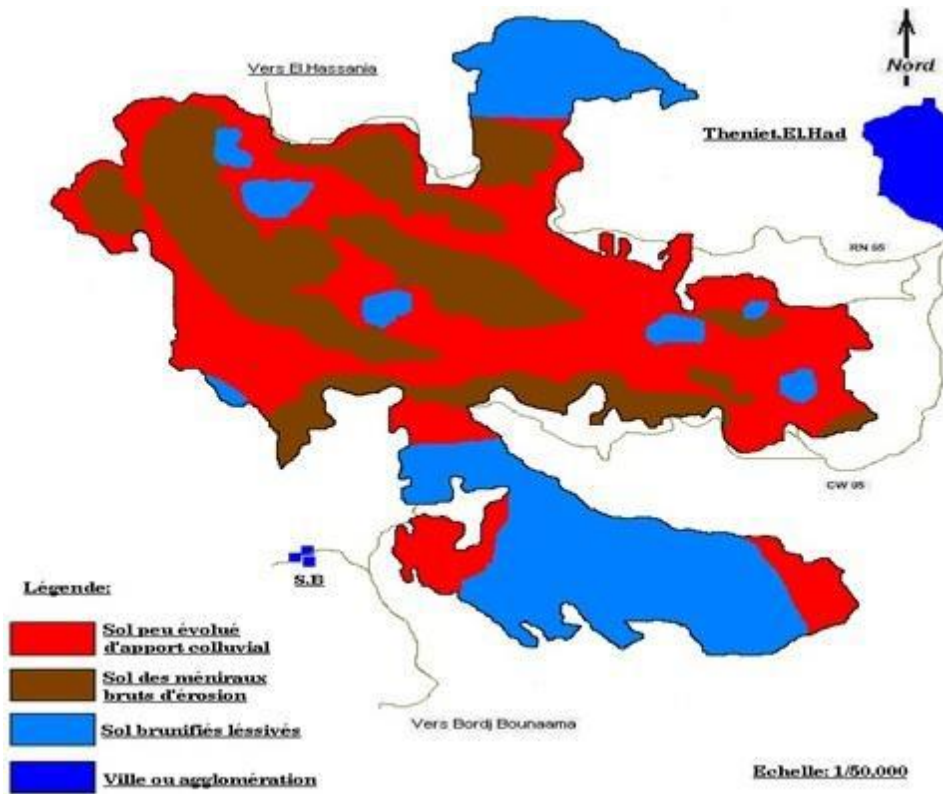 Vers El.Hassania
Nord
Theniet.El.Had
RN 65
CW 05
S.B
Légende:
Sol peu évolué
d'apport colluvial
Sol des méniraux
bruts d'érosion
Sol brunifiés léssivés
Ville ou agglomération
Vers Bordj Bounaama
Echelle: 1/50.000